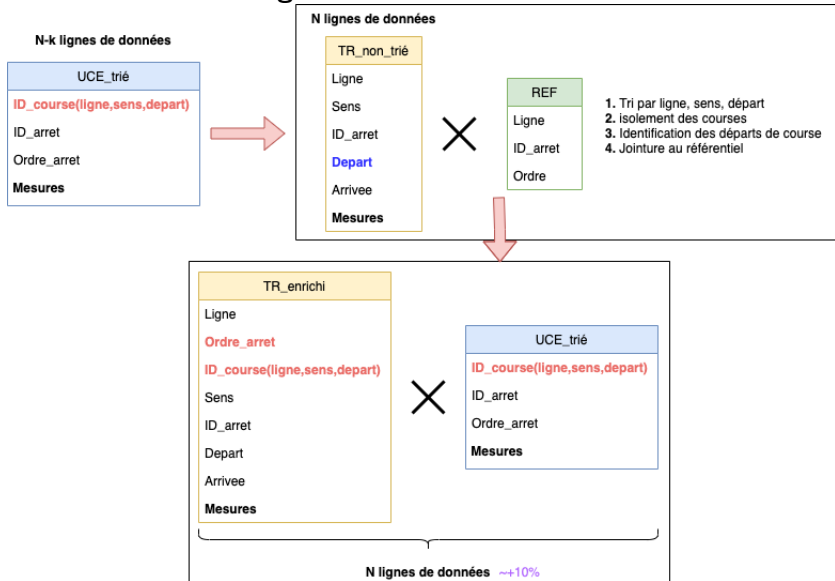 N-k lignes de données
UCE_trié
ID_course(ligne,sens,depart)
ID_arret
Ordre_arret
Mesures
N lignes de données
TR_non_trié
Ligne
Sens
ID_arret
Depart
Arrivee
Mesures
REF
Ligne
ID_arret
Ordre
1. Tri par ligne, sens, départ
2. isolement des courses
3. Identification des départs de course
4. Jointure au référentiel
TR_enrichi
Ligne
Ordre_arret
ID_course(ligne,sens,depart)
Sens
ID_arret
Depart
Arrivee
Mesures
UCE_trié
ID_course(ligne,sens,depart)
ID_arret
Ordre_arret
Mesures
N lignes de données ~+10%